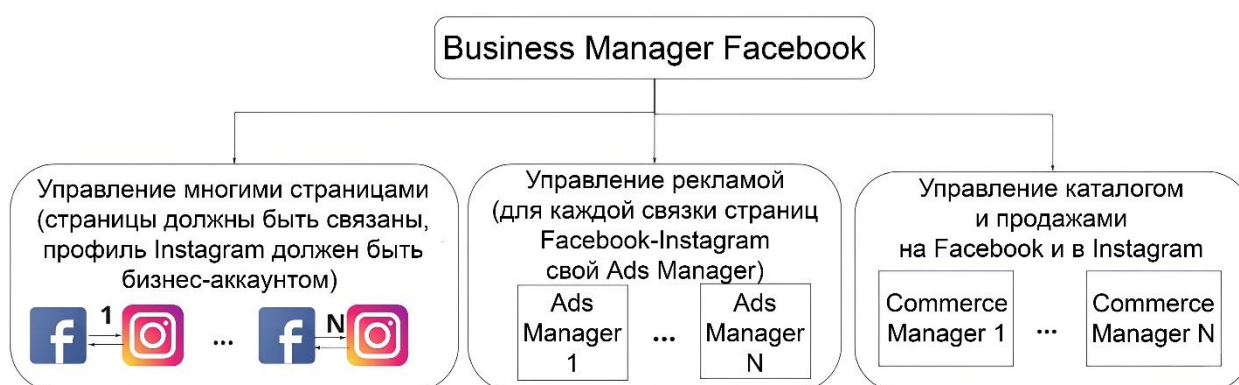 Business Manager Facebook
Управление многими страницами
(страницы должны быть связаны,
профиль Instagram должен быть
бизнес-аккаунтом)
f 1 ... f N
Управление рекламой
(для каждой связки страниц
Facebook-Instagram
свой Ads Manager)
Ads
Manager
1
...
Ads
Manager
N
Управление каталогом
и продажами
на Facebook и в Instagram
Commerce
Manager 1
...
Commerce
Manager N